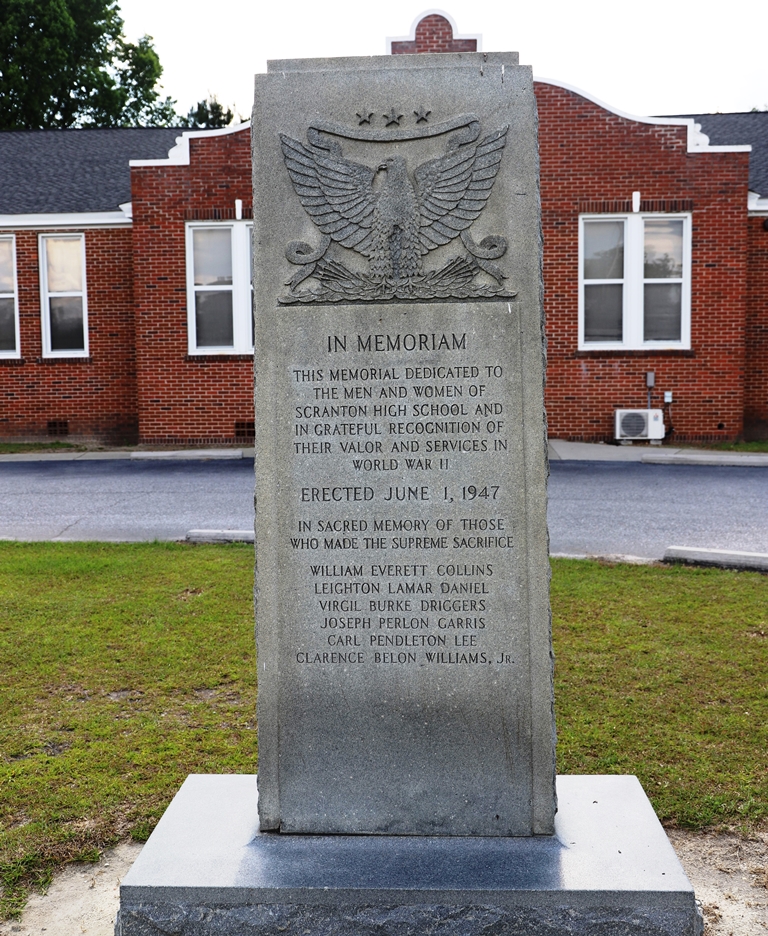 IN MEMORIAM
THIS MEMORIAL DEDICATED TO
THE MEN AND WOMEN OF
SCRANTON HIGH SCHOOL AND
IN GRATEFUL RECOGNITION OF
THEIR VALOR AND SERVICES IN
WORLD WAR II
ERECTED JUNE 1, 1947
IN SACRED MEMORY OF THOSE
WHO MADE THE SUPREME SACRIFICE
WILLIAM EVERETT COLLINS
LEIGHTON LAMAR DANIEL
VIRGIL BURKE DRIGGERS
JOSEPH PERLON GARRIS
CARL PENDLETON LEE
CLARENCE BELON WILLIAMS, JR.